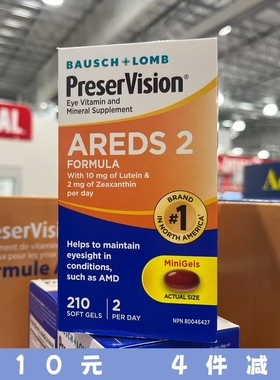 BAUSCH + LOMB
PreserVision®
Eye Vitamin and
Mineral Supplement
AREDS 2
FORMULA
With 10 mg of Lutein &
2 mg of Zeaxanthin
per day
BRAND
#1
IN NORTH AMERICA
Helps to maintain
eyesight in
conditions,
such as AMD
MiniGels
ACTUAL SIZE
210
SOFT GELS
2
PER DAY
NPN 80046427
PreserV
10元 4件减